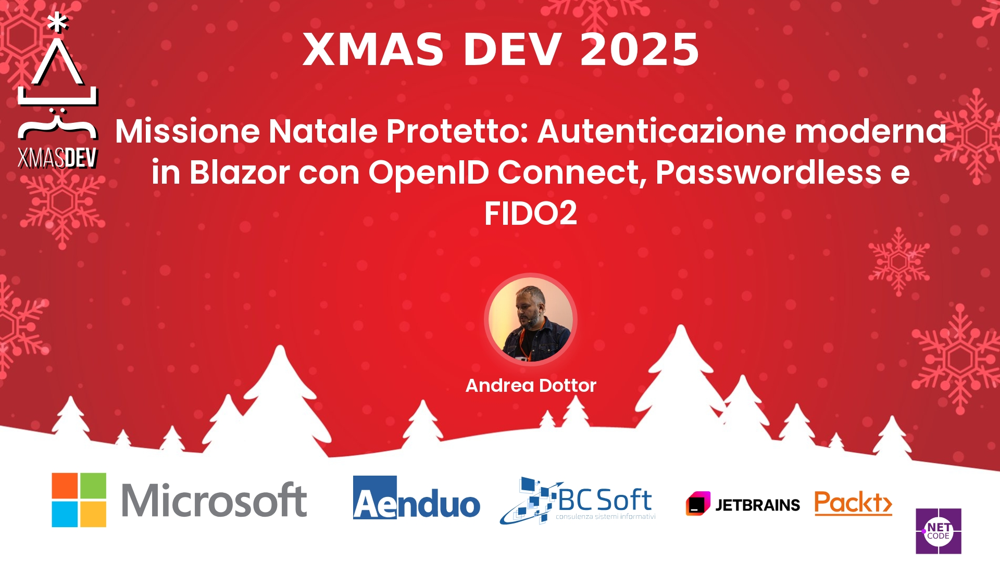 XMAS DEV 2025
XMASDEV
Missione Natale Protetto: Autenticazione moderna
in Blazor con OpenID Connect, Passwordless e
FIDO2
Andrea Dottor
Microsoft
Aenduo
BC Soft
consulenza sistemi informativi
JETBRAINS
Packt>
.NET
CODE